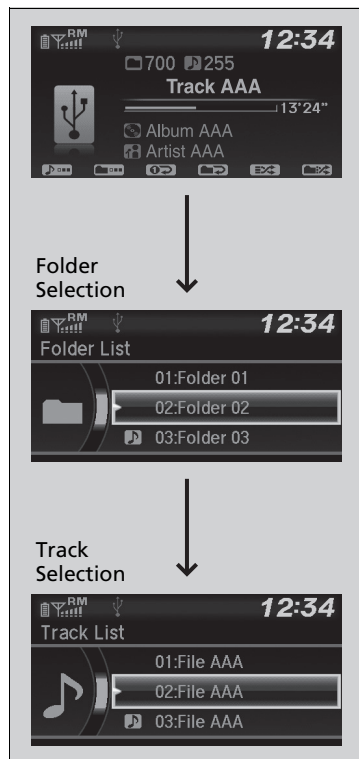 RM
12:34
700 255
Track AAA
13'24"
Album AAA
Artist AAA
Folder
Selection
RM
12:34
Folder List
01:Folder 01
02:Folder 02
03:Folder 03
Track
Selection
RM
12:34
Track List
01:File AAA
02:File AAA
03:File AAA